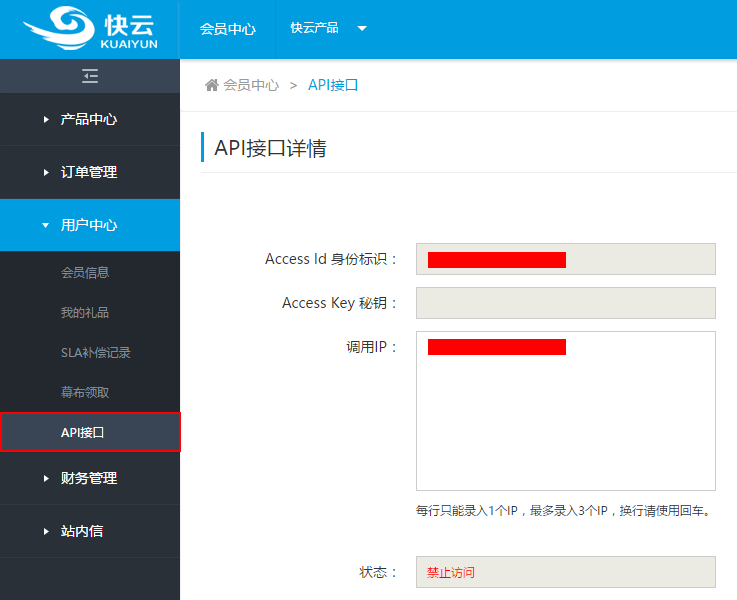 快云
KUAIYUN
会员中心
快云产品
会员中心 > API接口
产品中心
订单管理
用户中心
会员信息
我的礼品
SLA补偿记录
幕布领取
API接口
财务管理
站内信
API接口详情
Access Id 身份标识：
Access Key 秘钥：
调用IP：
每行只能录入1个IP，最多录入3个IP，换行请使用回车。
状态：
禁止访问